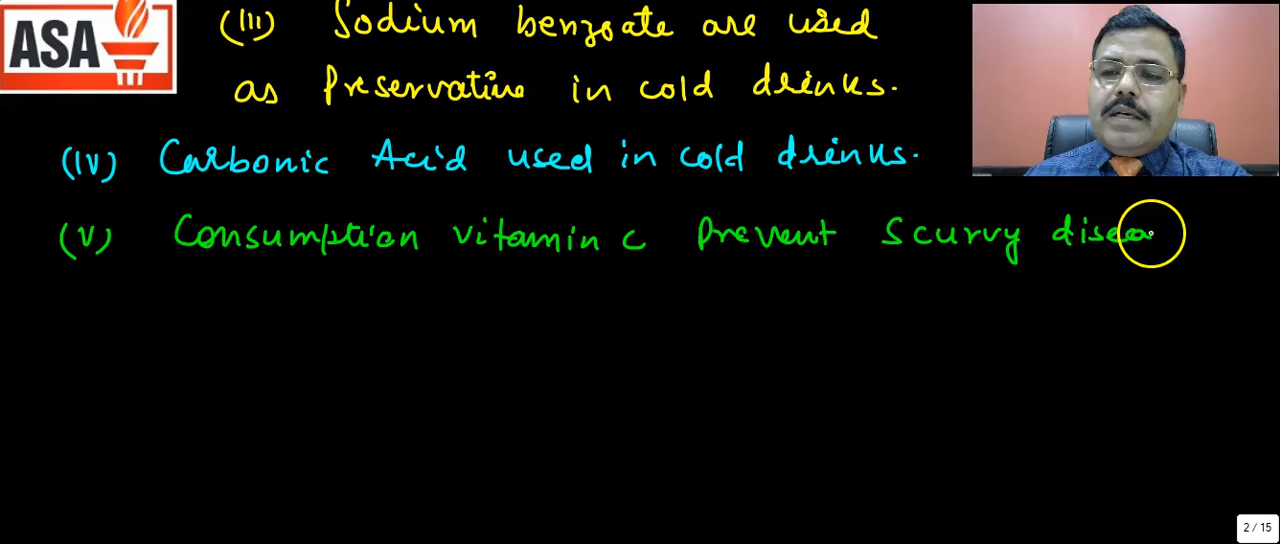 ASA
(III) Sodium benzoate are used
as Preservative in cold drinks.
(IV) Carbonic Acid used in cold drinks.
(V) Consumption vitamin C Prevent Scurvy disea
2 / 15